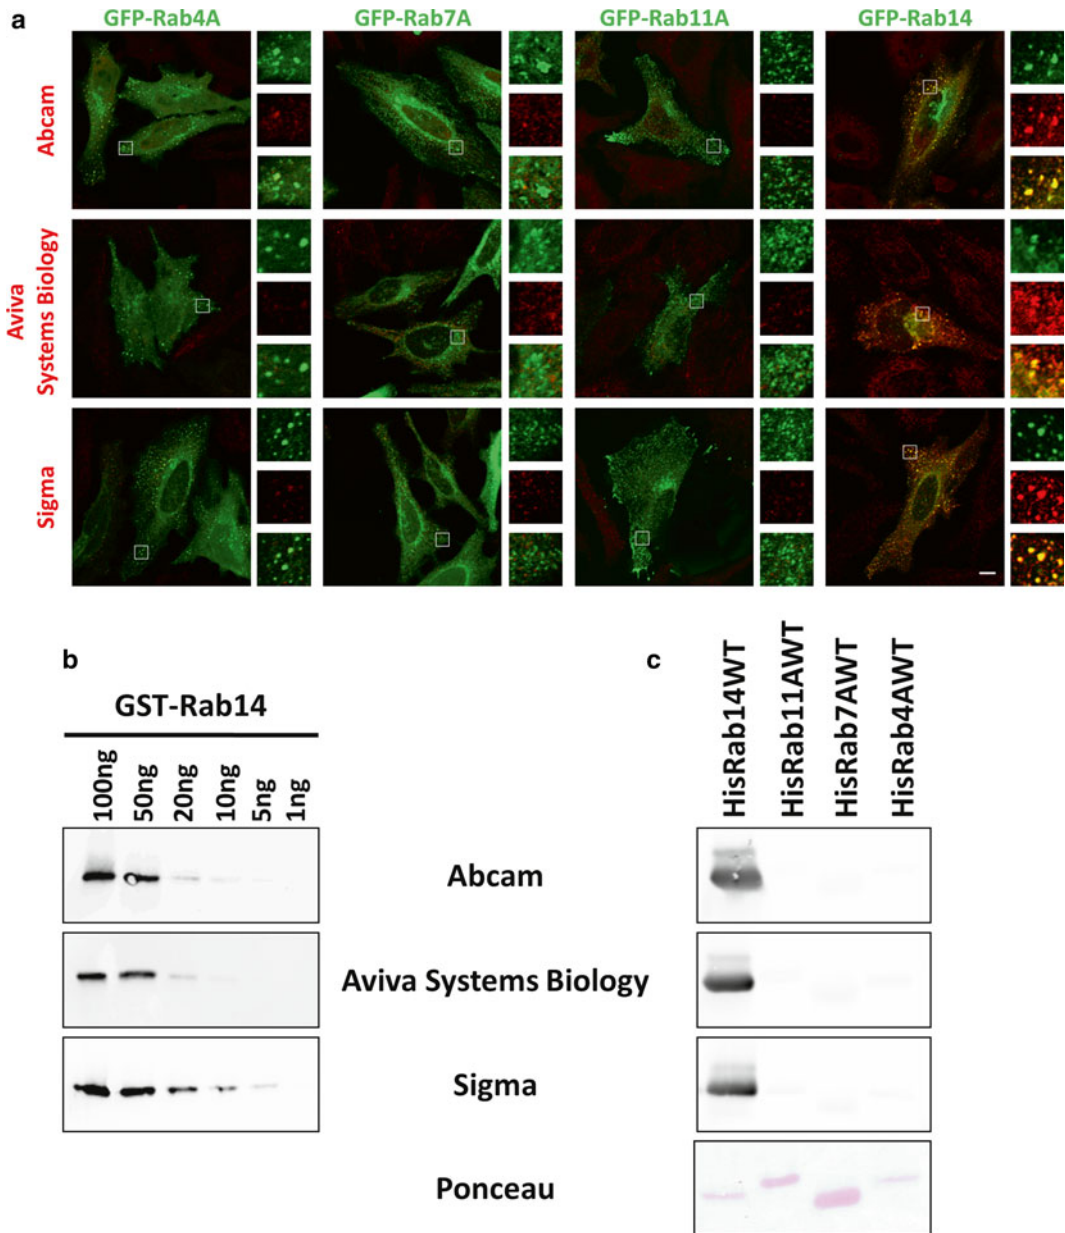 a
GFP-Rab4A
GFP-Rab7A
GFP-Rab11A
GFP-Rab14
Abcam
Aviva
Systems Biology
Sigma
b
GST-Rab14
100ng
50ng
20ng
10ng
5ng
1ng
c
HisRab14WT
HisRab11AWT
HisRab7AWT
HisRab4AWT
Abcam
Aviva Systems Biology
Sigma
Ponceau